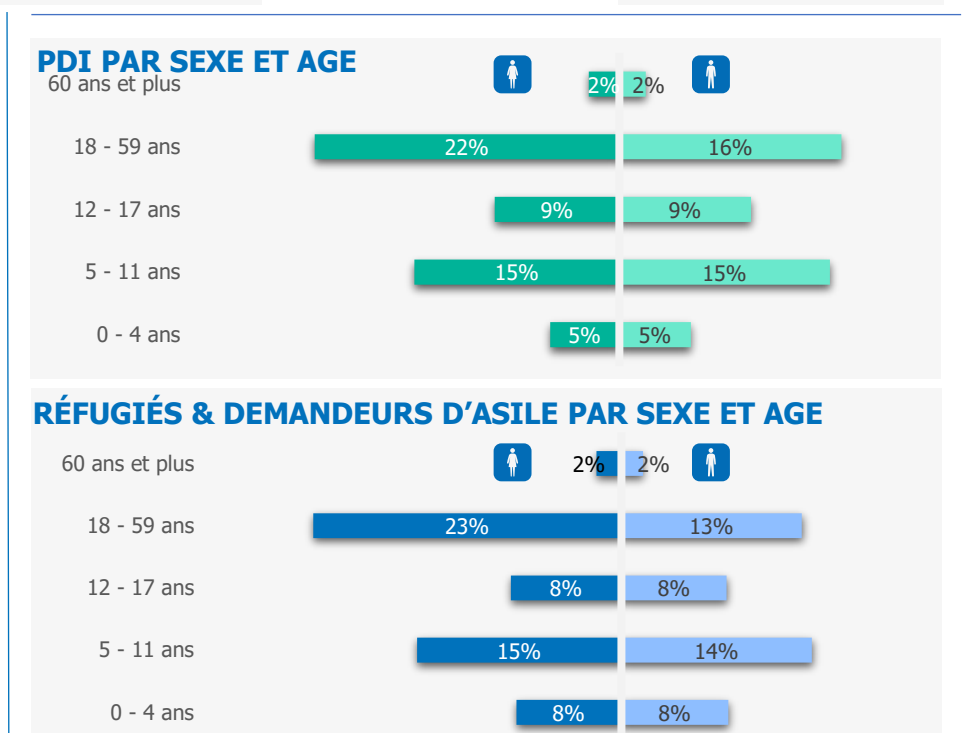 PDI PAR SEXE ET AGE
60 ans et plus 2% 2%
18 - 59 ans 22% 16%
12 - 17 ans 9% 9%
5 - 11 ans 15% 15%
0 - 4 ans 5% 5%
RÉFUGIÉS & DEMANDEURS D’ASILE PAR SEXE ET AGE
60 ans et plus 2% 2%
18 - 59 ans 23% 13%
12 - 17 ans 8% 8%
5 - 11 ans 15% 14%
0 - 4 ans 8% 8%